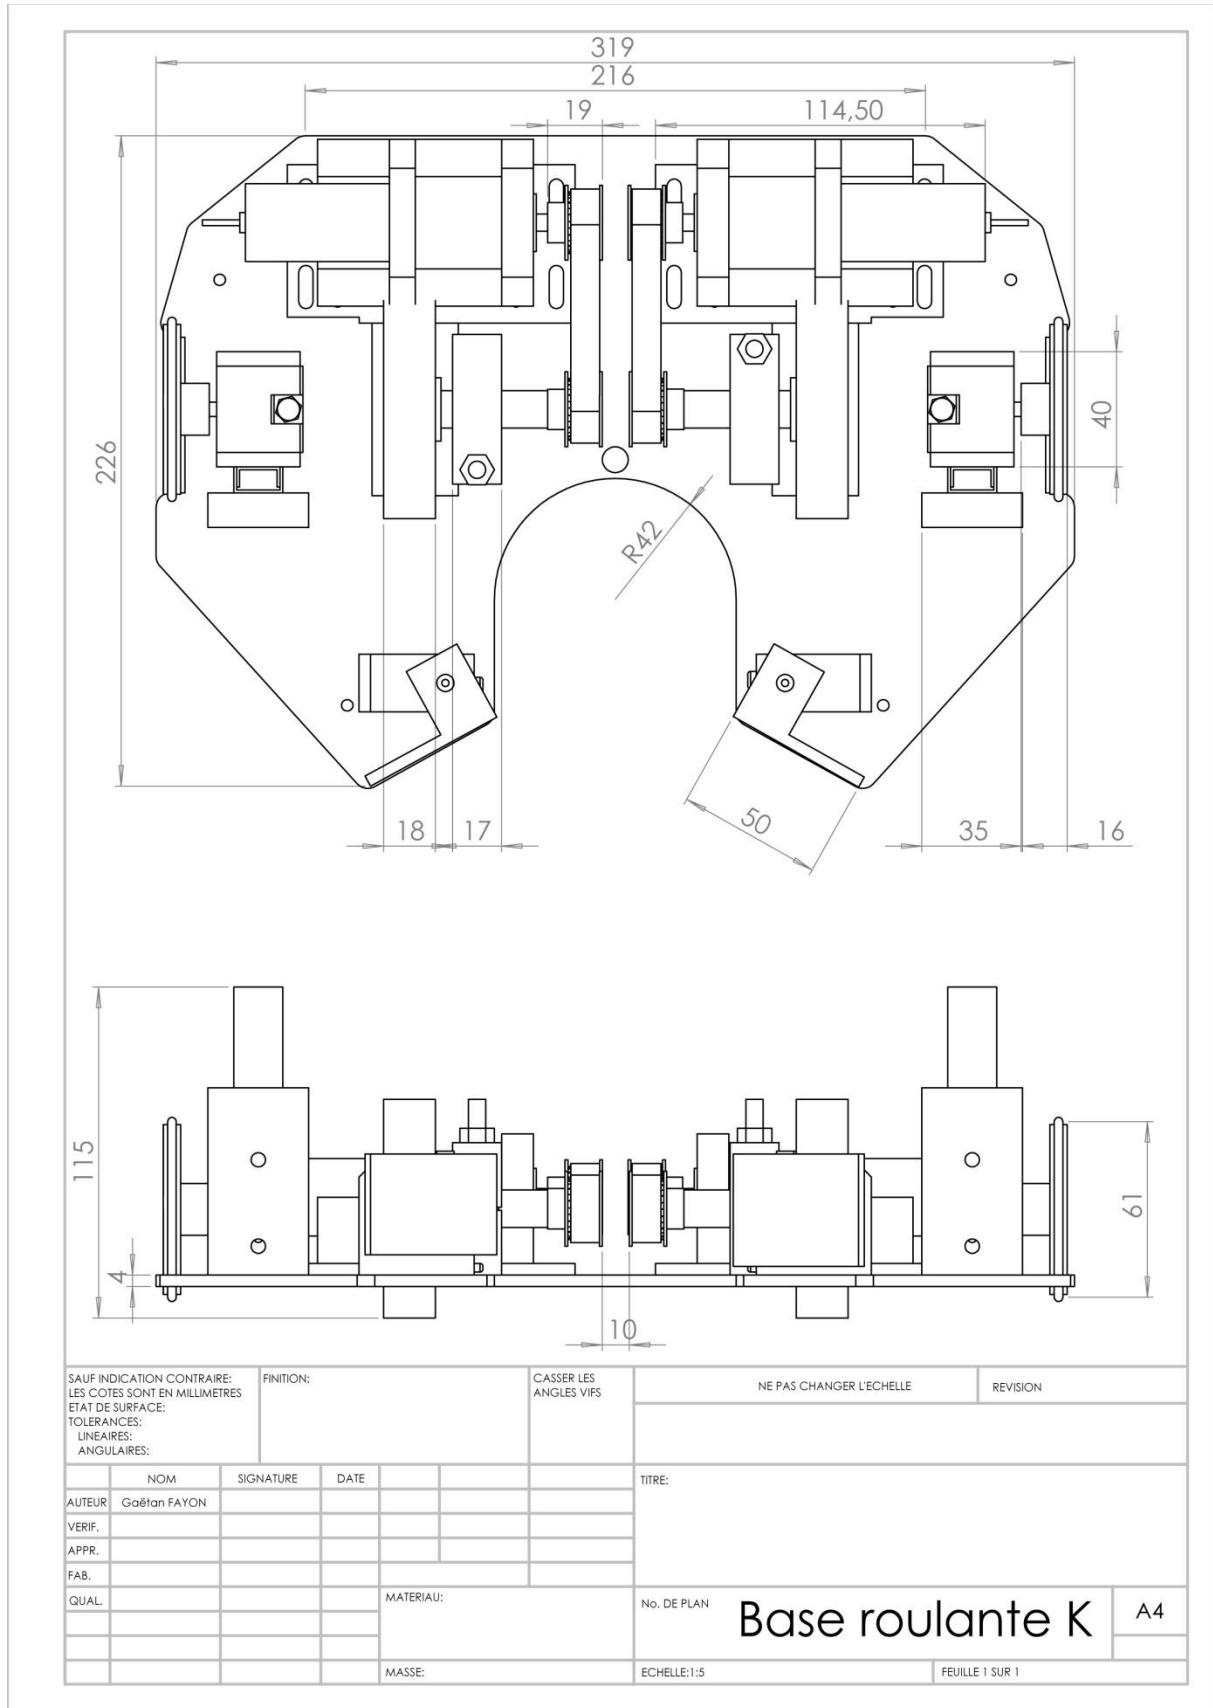 319
216
19
114,50
226
40
R42
18
17
50
35
16
115
4
61
10
SAUF INDICATION CONTRAIRE:
LES COTES SONT EN MILLIMETRES
ETAT DE SURFACE:
TOLERANCES:
LINEAIRES:
ANGULAIRES:
FINITION:
CASSER LES
ANGLES VIFS
NE PAS CHANGER L'ECHELLE
REVISION
NOM
SIGNATURE
DATE
TITRE:
AUTEUR
Gaëtan FAYON
VERIF.
APPR.
FAB.
QUAL.
MATERIAU:
No. DE PLAN
Base roulante K
A4
MASSE:
ECHELLE:1:5
FEUILLE 1 SUR 1